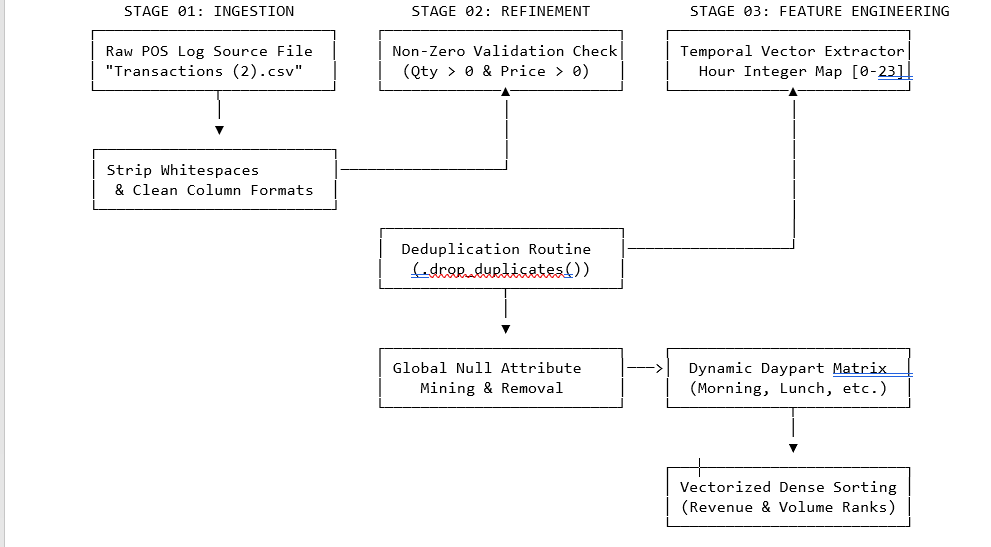 STAGE 01: INGESTION
STAGE 02: REFINEMENT
STAGE 03: FEATURE ENGINEERING
Raw POS Log Source File
"Transactions (2).csv"
Non-Zero Validation Check
(Qty > 0 & Price > 0)
Temporal Vector Extractor
Hour Integer Map [0-23]
Strip Whitespaces
& Clean Column Formats
Deduplication Routine
(.drop_duplicates())
Global Null Attribute
Mining & Removal
Dynamic Daypart Matrix
(Morning, Lunch, etc.)
Vectorized Dense Sorting
(Revenue & Volume Ranks)